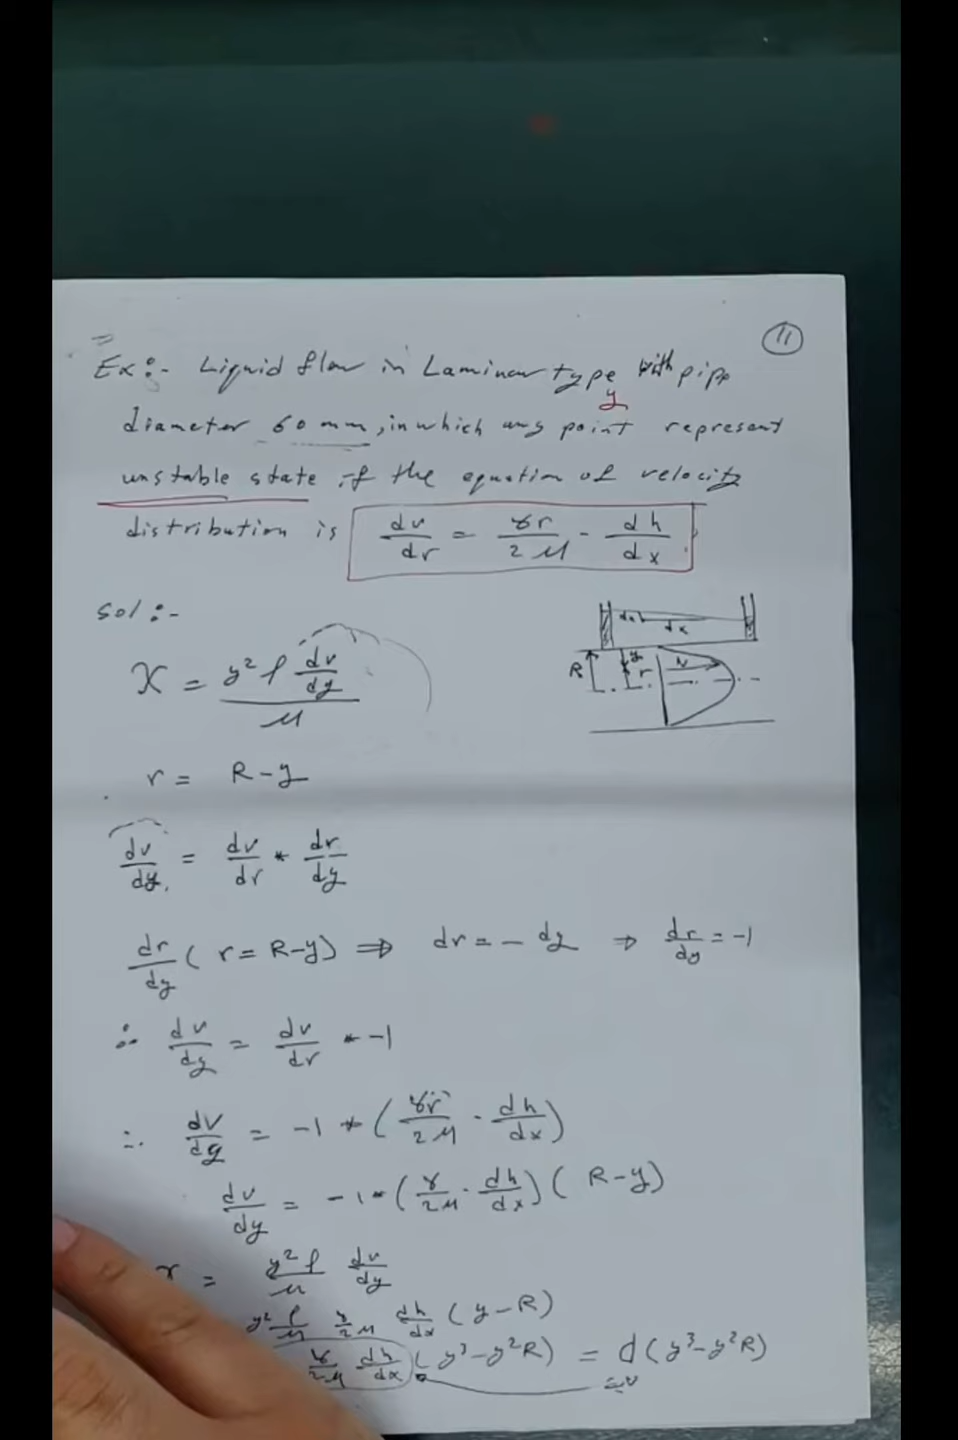 11
Ex:- Liquid flow in Laminar type with pipe
y
diameter 60 mm, in which any point represent
unstable state if the equation of velocity
distribution is dv/dr = γr/2μ · dh/dx
Sol:-
dh
dx
R y r v
X = y²ρ dv/dy / μ
r = R-y
dv/dy = dv/dr * dr/dy
dr/dy ( r = R-y) ⇒ dr = - dy ⇒ dr/dy = -1
∴ dv/dy = dv/dr * -1
∴ dv/dy = -1 * ( γr/2μ · dh/dx )
dv/dy = -1 * ( γ/2μ · dh/dx ) ( R-y)
X = y²ρ/μ dv/dy
y² ρ/μ γ/2μ dh/dx ( y-R)
γ/2μ dh/dx ( y³-y²R) = d( y³-y²R)